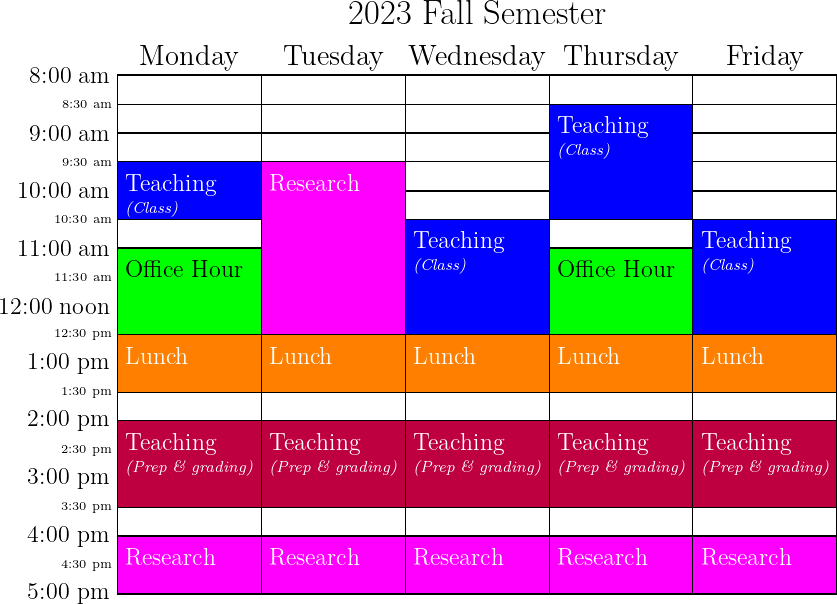 2023 Fall Semester
Monday Tuesday Wednesday Thursday Friday
8:00 am
8:30 am
Teaching
9:00 am
(Class)
9:30 am
Teaching Research
10:00 am
(Class)
10:30 am
Teaching Teaching
11:00 am
(Class) (Class)
Office Hour Office Hour
11:30 am
12:00 noon
12:30 pm
Lunch Lunch Lunch Lunch Lunch
1:00 pm
1:30 pm
2:00 pm
Teaching Teaching Teaching Teaching Teaching
2:30 pm
(Prep & grading) (Prep & grading) (Prep & grading) (Prep & grading) (Prep & grading)
3:00 pm
3:30 pm
4:00 pm
Research Research Research Research Research
4:30 pm
5:00 pm